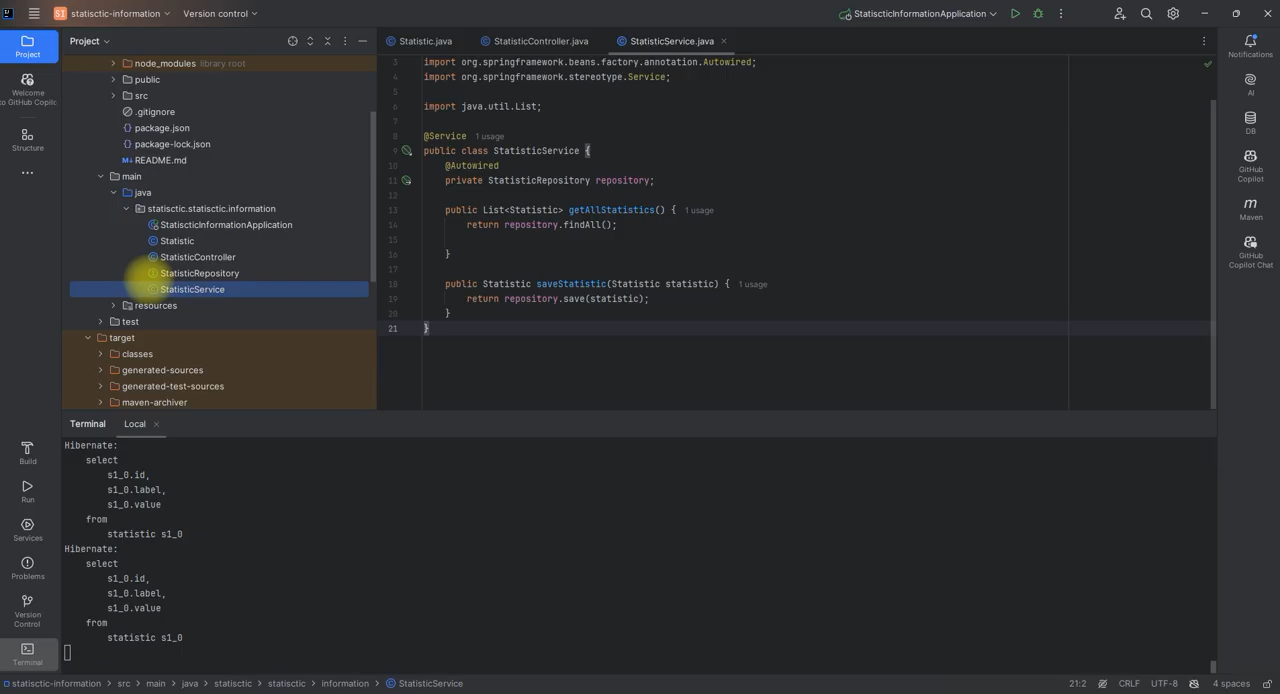 SI statisctic-information Version control StatiscticInformationApplication
Project
Welcome
to GitHub Copilc
Structure
Project
node_modules library root
public
src
.gitignore
package.json
package-lock.json
README.md
main
java
statisctic.statisctic.information
StatiscticInformationApplication
Statistic
StatisticController
StatisticRepository
StatisticService
resources
test
target
classes
generated-sources
generated-test-sources
maven-archiver
Statistic.java StatisticController.java StatisticService.java
3 import org.springframework.beans.factory.annotation.Autowired;
4 import org.springframework.stereotype.Service;
5
6 import java.util.List;
7
8 @Service 1 usage
9 public class StatisticService {
10 @Autowired
11 private StatisticRepository repository;
12
13 public List<Statistic> getAllStatistics() { 1 usage
14 return repository.findAll();
15
16 }
17
18 public Statistic saveStatistic(Statistic statistic) { 1 usage
19 return repository.save(statistic);
20 }
21 }
Notifications
AI
DB
GitHub
Copilot
Maven
GitHub
Copilot Chat
Build
Run
Services
Problems
Version
Control
Terminal
Terminal Local
Hibernate:
select
s1_0.id,
s1_0.label,
s1_0.value
from
statistic s1_0
Hibernate:
select
s1_0.id,
s1_0.label,
s1_0.value
from
statistic s1_0
statisctic-information > src > main > java > statisctic > statisctic > information > StatisticService 21:2 CRLF UTF-8 4 spaces